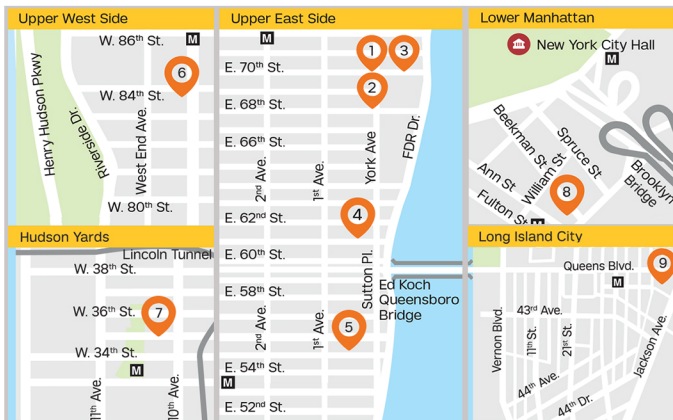 Upper West Side
W. 86th St.
M
6
W. 84th St.
Henry Hudson Pkwy
Riverside Dr.
West End Ave.
W. 80th St.
Hudson Yards
Lincoln Tunnel
W. 38th St.
W. 36th St.
7
W. 34th St.
M
11th Ave.
10th Ave.
Upper East Side
M
1
3
E. 70th St.
2
E. 68th St.
E. 66th St.
2nd Ave.
1st Ave.
York Ave
FDR Dr.
E. 62nd St.
4
E. 60th St.
Sutton Pl.
E. 58th St.
Ed Koch
Queensboro
Bridge
2nd Ave.
1st Ave.
5
E. 54th St.
M
E. 52nd St.
Lower Manhattan
New York City Hall
M
Beekman St
Spruce St
William St
Ann St
Fulton St
8
M
Brooklyn
Bridge
Long Island City
Queens Blvd.
9
M
43rd Ave.
Vernon Blvd.
11th St.
21st St.
Jackson Ave.
44th Ave.
44th Dr.